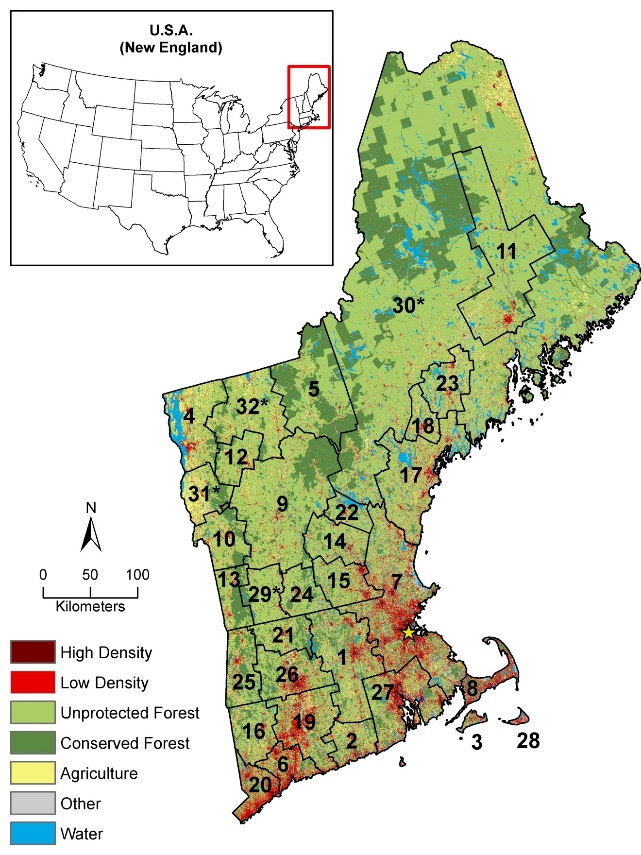 U.S.A.
(New England)
11
30*
5
23
32*
4
18
12
17
31*
9
22
10
14
N
13
15
7
0 50 100
29*
24
Kilometers
21
1
High Density
26
25
27
8
Low Density
Unprotected Forest
16
19
2
3
28
Conserved Forest
6
20
Agriculture
Other
Water